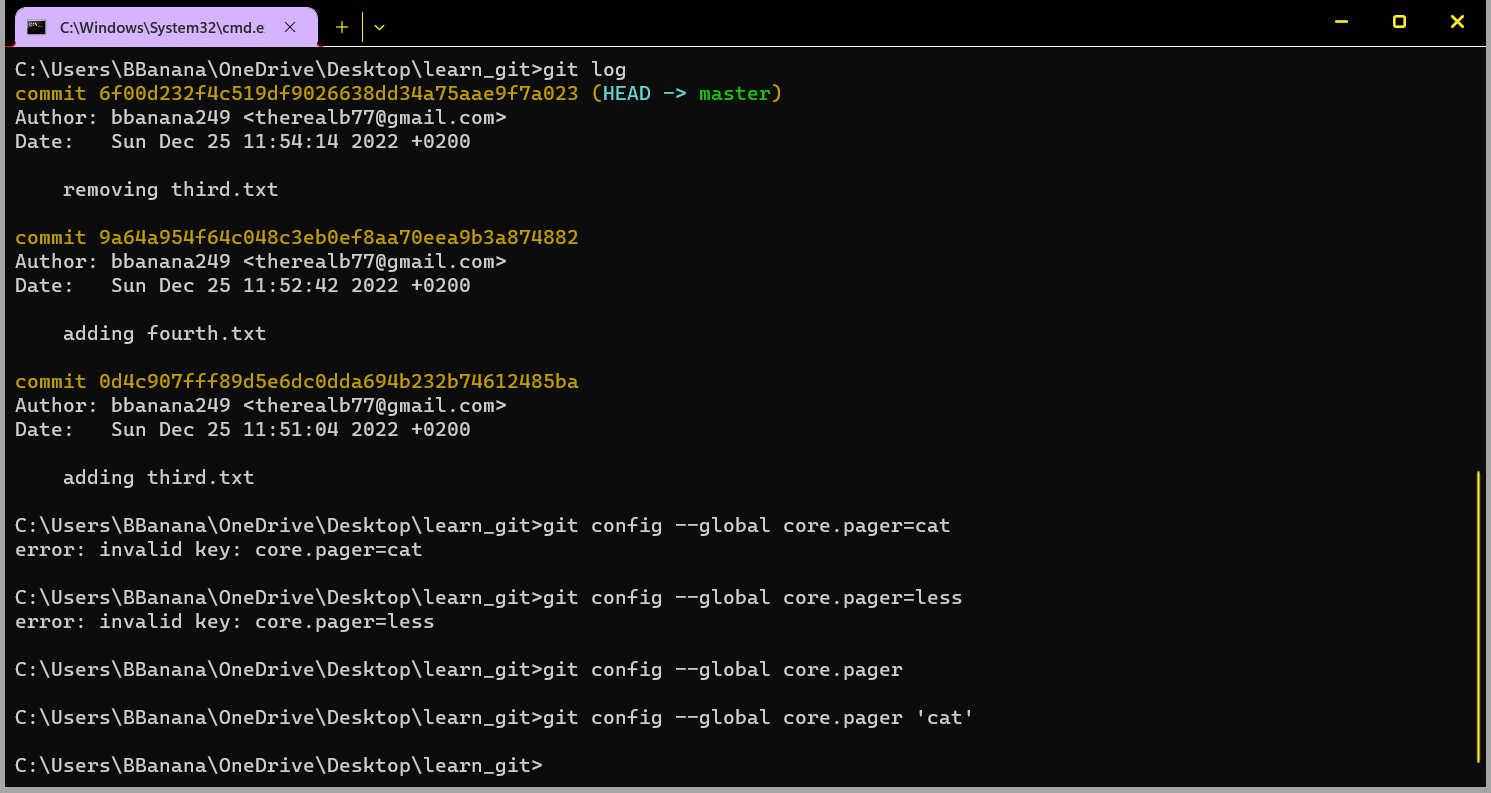 C:\Windows\System32\cmd.e
C:\Users\BBanana\OneDrive\Desktop\learn_git>git log
commit 6f00d232f4c519df9026638dd34a75aae9f7a023 (HEAD -> master)
Author: bbanana249 <therealb77@gmail.com>
Date:   Sun Dec 25 11:54:14 2022 +0200
removing third.txt
commit 9a64a954f64c048c3eb0ef8aa70eea9b3a874882
Author: bbanana249 <therealb77@gmail.com>
Date:   Sun Dec 25 11:52:42 2022 +0200
adding fourth.txt
commit 0d4c907fff89d5e6dc0dda694b232b74612485ba
Author: bbanana249 <therealb77@gmail.com>
Date:   Sun Dec 25 11:51:04 2022 +0200
adding third.txt
C:\Users\BBanana\OneDrive\Desktop\learn_git>git config --global core.pager=cat
error: invalid key: core.pager=cat
C:\Users\BBanana\OneDrive\Desktop\learn_git>git config --global core.pager=less
error: invalid key: core.pager=less
C:\Users\BBanana\OneDrive\Desktop\learn_git>git config --global core.pager
C:\Users\BBanana\OneDrive\Desktop\learn_git>git config --global core.pager 'cat'
C:\Users\BBanana\OneDrive\Desktop\learn_git>